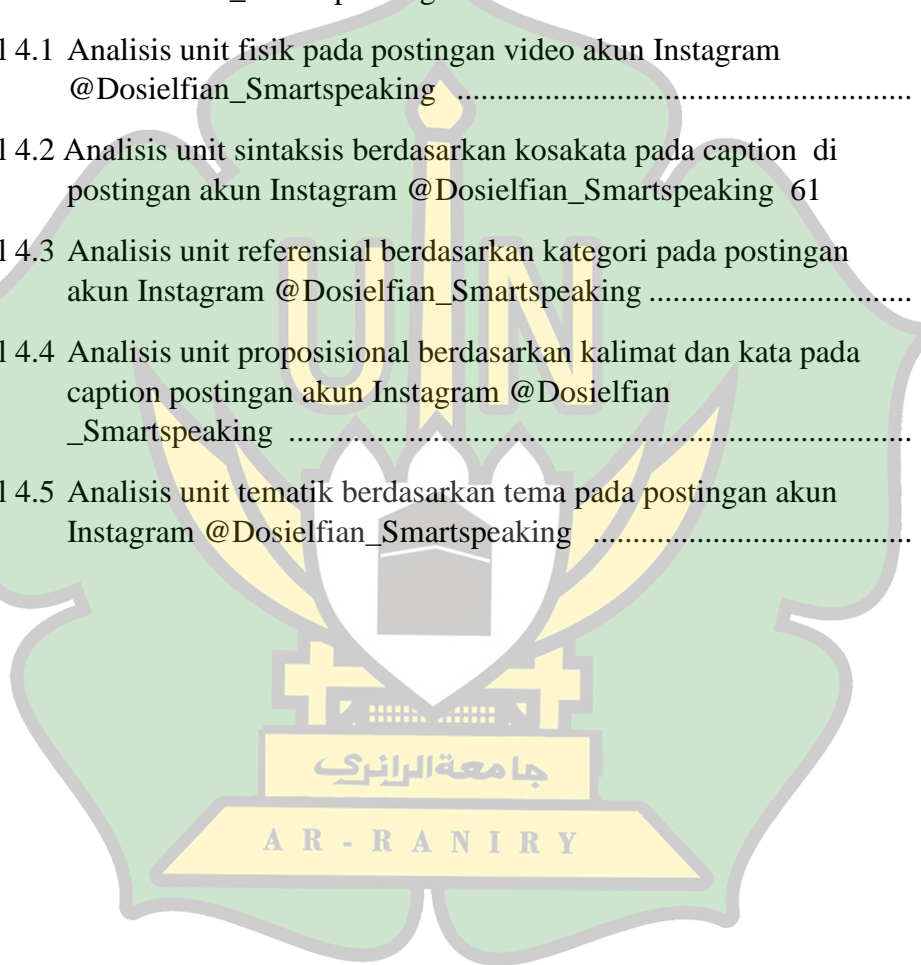 l 4.1 Analisis unit fisik pada postingan video akun Instagram
@Dosielfian_Smartspeaking .........................................................
l 4.2 Analisis unit sintaksis berdasarkan kosakata pada caption di
postingan akun Instagram @Dosielfian_Smartspeaking 61
l 4.3 Analisis unit referensial berdasarkan kategori pada postingan
akun Instagram @Dosielfian_Smartspeaking .................................
l 4.4 Analisis unit proposisional berdasarkan kalimat dan kata pada
caption postingan akun Instagram @Dosielfian
_Smartspeaking ..............................................................................
l 4.5 Analisis unit tematik berdasarkan tema pada postingan akun
Instagram @Dosielfian_Smartspeaking ........................................
UIN
جامعة الرانري
AR-RANIRY